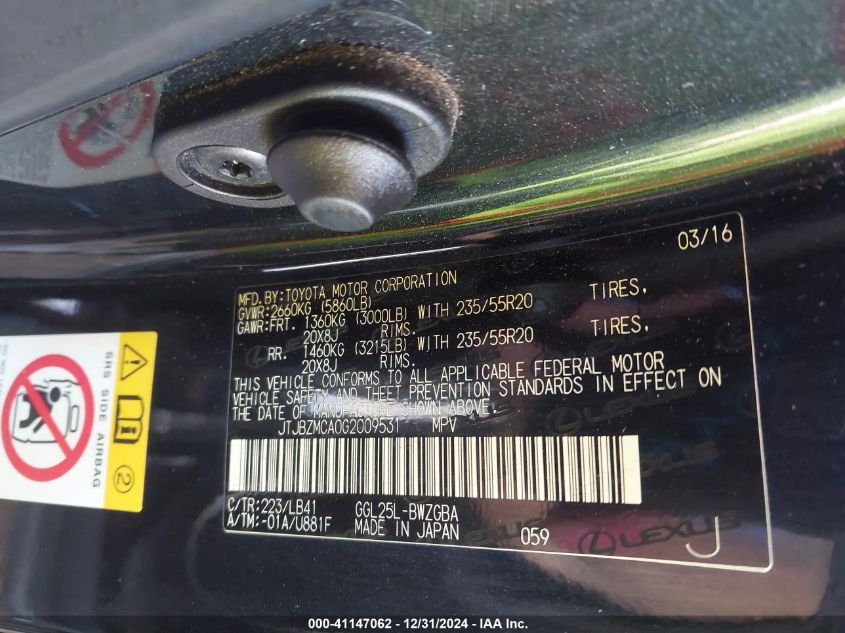 03/16
MFD.BY:TOYOTA MOTOR CORPORATION
GVWR:2660KG (5860LB)
GAWR:FRT. 1360KG (3000LB) WITH 235/55R20 TIRES,
20X8J RIMS.
RR. 1460KG (3215LB) WITH 235/55R20 TIRES,
20X8J RIMS.
THIS VEHICLE CONFORMS TO ALL APPLICABLE FEDERAL MOTOR
VEHICLE SAFETY AND THEFT PREVENTION STANDARDS IN EFFECT ON
THE DATE OF MANUFACTURE SHOWN ABOVE.
JTJBZMCA0G2009531 MPV
C/TR:223/LB41 GGL25L-BWZGBA
A/TM:-01A/U881F MADE IN JAPAN 059
LEXUS
J
SRS SIDE AIRBAG
2
000-41147062 - 12/31/2024 - IAA Inc.